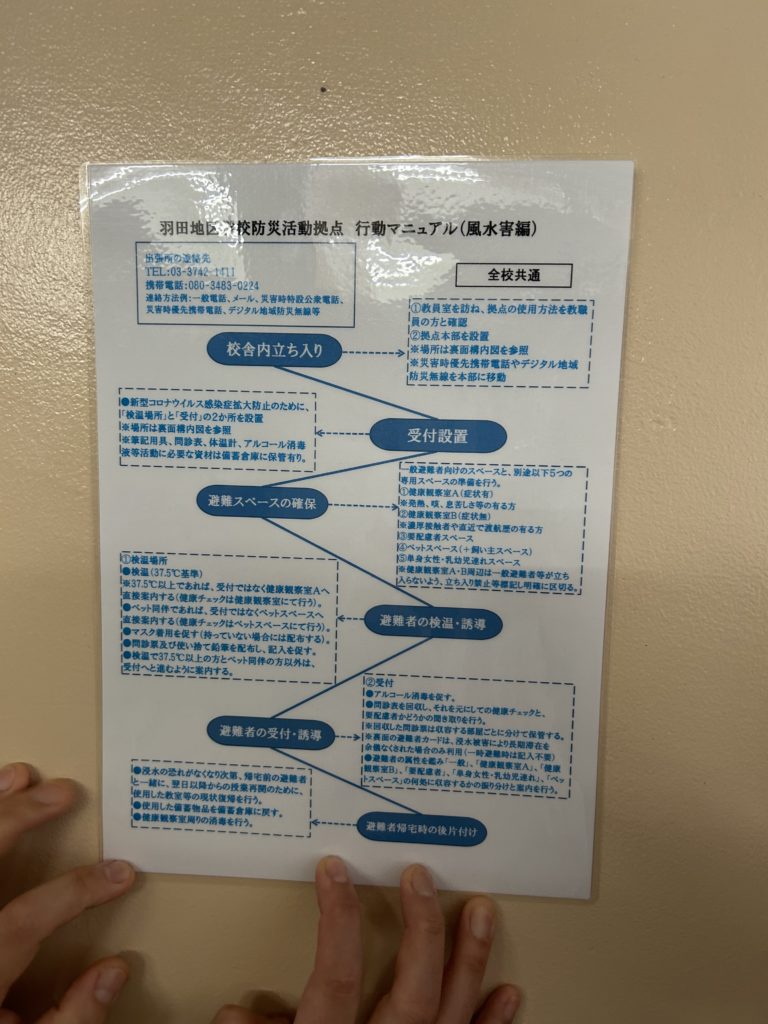 羽田地区学校防災活動拠点 行動マニュアル(風水害編)
出張所の連絡先
TEL:03-3742-1411
携帯電話:080-3483-0224
連絡方法例:一般電話、メール、災害時特設公衆電話、
災害時優先携帯電話、デジタル地域防災無線等
全校共通
校舎内立ち入り
①教員室を訪ね、拠点の使用方法を教職
員の方と確認
②拠点本部を設置
※場所は裏面構内図を参照
※災害時優先携帯電話やデジタル地域
防災無線を本部に移動
受付設置
●新型コロナウイルス感染症拡大防止のために、
「検温場所」と「受付」の2か所を設置
※場所は裏面構内図を参照
※筆記用具、問診表、体温計、アルコール消毒
液等活動に必要な資材は備蓄倉庫に保管有り。
避難スペースの確保
一般避難者向けのスペースと、別途以下5つの
専用スペースの準備を行う。
①健康観察室A(症状有)
※発熱、咳、息苦しさ等の有る方
②健康観察室B(症状無)
※濃厚接触者や直近で渡航歴の有る方
③要配慮者スペース
④ペットスペース(+飼い主スペース)
⑤単身女性・乳幼児連れスペース
※健康観察室A・B周辺は一般避難者等が立ち
入らないよう、立ち入り禁止等標記し明確に区切る。
避難者の検温・誘導
①検温場所
●検温(37.5℃基準)
※37.5℃以上であれば、受付ではなく健康観察室Aへ
直接案内する(健康チェックは健康観察室にて行う)。
●ペット同伴であれば、受付ではなくペットスペースへ
直接案内する(健康チェックはペットスペースにて行う)。
●マスク着用を促す(持っていない場合には配布する)。
●問診票及び使い捨て鉛筆を配布し、記入を促す。
●検温で37.5℃以上の方とペット同伴の方以外は、
受付へと進むように案内する。
避難者の受付・誘導
②受付
●アルコール消毒を促す。
●問診表を回収し、それを元にしての健康チェックと、
要配慮者かどうかの聞き取りを行う。
※回収した問診票は収容する部屋ごとに分けて保管する。
※裏面の避難者カードは、浸水被害により長期滞在を
余儀なくされた場合のみ利用(一時避難時は記入不要)
●避難者の属性を鑑み「一般」、「健康観察室A」、「健康
観察室B」、「要配慮者」、「単身女性・乳幼児連れ」、「ペッ
トスペース」の何処に収容するかの振り分けと案内を行う。
避難者帰宅時の後片付け
●浸水の恐れがなくなり次第、帰宅前の避難者
と一緒に、翌日以降からの授業再開のために、
使用した教室等の現状復帰を行う。
●使用した備蓄物品を備蓄倉庫に戻す。
●健康観察室周りの消毒を行う。